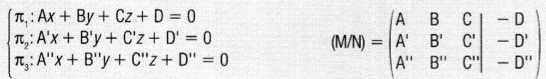 π₁: Ax + By + Cz + D = 0
π₂: A'x + B'y + C'z + D' = 0
π₃: A''x + B''y + C''z + D'' = 0
(M/N) =
A B C | - D
A' B' C' | - D'
A'' B'' C'' | - D''